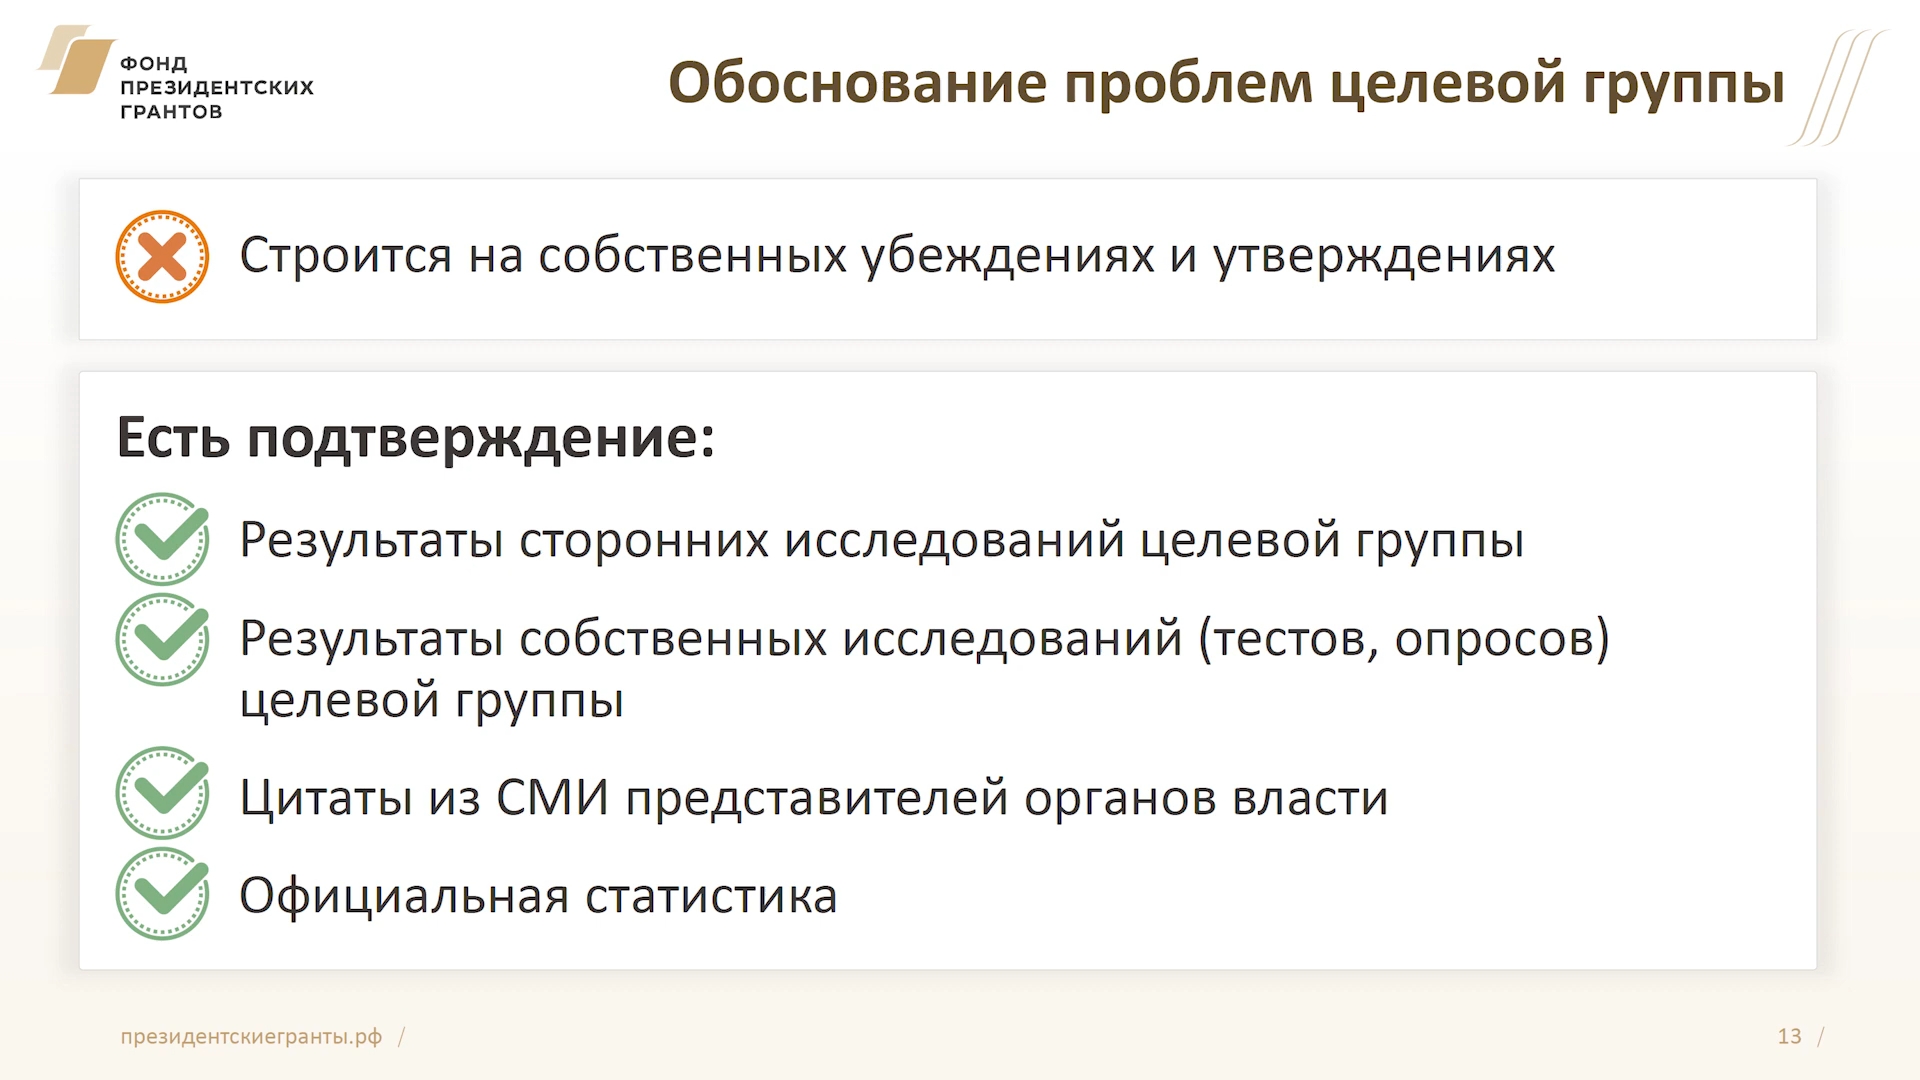 ФОНД
ПРЕЗИДЕНТСКИХ
ГРАНТОВ
Обоснование проблем целевой группы
Строится на собственных убеждениях и утверждениях
Есть подтверждение:
Результаты сторонних исследований целевой группы
Результаты собственных исследований (тестов, опросов)
целевой группы
Цитаты из СМИ представителей органов власти
Официальная статистика
президентскиегранты.рф /
13 /